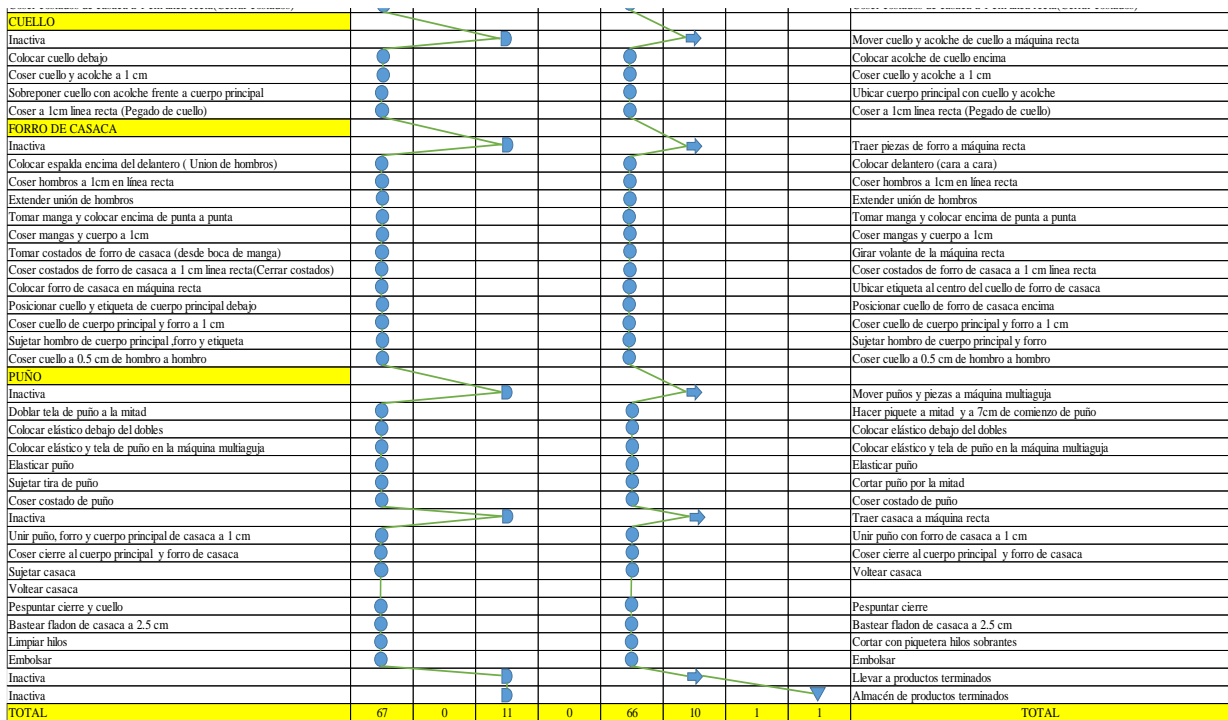 CUELLO
Inactiva Mover cuello y acolche de cuello a máquina recta
Colocar cuello debajo Colocar acolche de cuello encima
Coser cuello y acolche a 1 cm Coser cuello y acolche a 1 cm
Sobreponer cuello con acolche frente a cuerpo principal Ubicar cuerpo principal con cuello y acolche
Coser a 1cm linea recta (Pegado de cuello) Coser a 1cm linea recta (Pegado de cuello)
FORRO DE CASACA
Inactiva Traer piezas de forro a máquina recta
Colocar espalda encima del delantero ( Union de hombros) Colocar delantero (cara a cara)
Coser hombros a 1cm en línea recta Coser hombros a 1cm en línea recta
Extender unión de hombros Extender unión de hombros
Tomar manga y colocar encima de punta a punta Tomar manga y colocar encima de punta a punta
Coser mangas y cuerpo a 1cm Coser mangas y cuerpo a 1cm
Tomar costados de forro de casaca (desde boca de manga) Girar volante de la máquina recta
Coser costados de forro de casaca a 1 cm linea recta(Cerrar costados) Coser costados de forro de casaca a 1 cm linea recta
Colocar forro de casaca en máquina recta Ubicar etiqueta al centro del cuello de forro de casaca
Posicionar cuello y etiqueta de cuerpo principal debajo Posicionar cuello de forro de casaca encima
Coser cuello de cuerpo principal y forro a 1 cm Coser cuello de cuerpo principal y forro a 1 cm
Sujetar hombro de cuerpo principal ,forro y etiqueta Sujetar hombro de cuerpo principal y forro
Coser cuello a 0.5 cm de hombro a hombro Coser cuello a 0.5 cm de hombro a hombro
PUÑO
Inactiva Mover puños y piezas a máquina multiaguja
Doblar tela de puño a la mitad Hacer piquete a mitad y a 7cm de comienzo de puño
Colocar elástico debajo del dobles Colocar elástico debajo del dobles
Colocar elástico y tela de puño en la máquina multiaguja Colocar elástico y tela de puño en la máquina multiaguja
Elasticar puño Elasticar puño
Sujetar tira de puño Cortar puño por la mitad
Coser costado de puño Coser costado de puño
Inactiva Traer casaca a máquina recta
Unir puño, forro y cuerpo principal de casaca a 1 cm Unir puño con forro de casaca a 1 cm
Coser cierre al cuerpo principal y forro de casaca Coser cierre al cuerpo principal y forro de casaca
Sujetar casaca Voltear casaca
Voltear casaca
Pespuntar cierre y cuello Pespuntar cierre
Bastear fladon de casaca a 2.5 cm Bastear fladon de casaca a 2.5 cm
Limpiar hilos Cortar con piquetera hilos sobrantes
Embolsar Embolsar
Inactiva Llevar a productos terminados
Inactiva Almacén de productos terminados
TOTAL 67 0 11 0 66 10 1 1 TOTAL